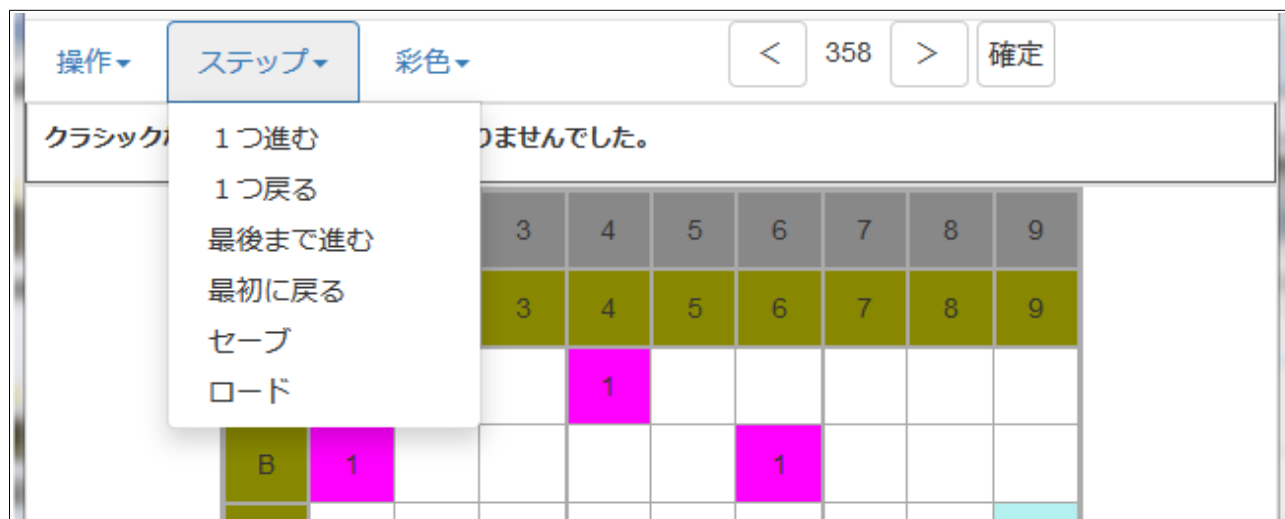 操作▾ ステップ▾ 彩色▾ < 358 > 確定
クラシック りませんでした。
１つ進む
１つ戻る
最後まで進む
最初に戻る
セーブ
ロード
3 4 5 6 7 8 9
3 4 5 6 7 8 9
1
B 1 1